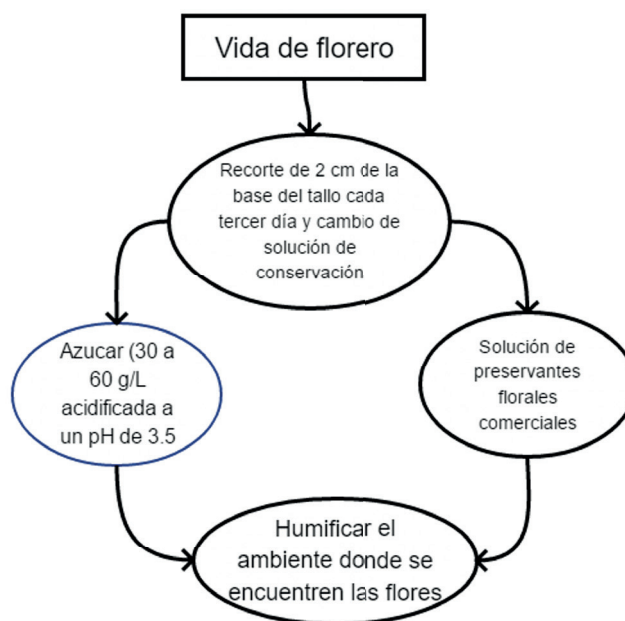 Vida de florero
Recorte de 2 cm de la
base del tallo cada
tercer día y cambio de
solución de
conservación
Azucar (30 a
60 g/L
acidificada a
un pH de 3.5
Solución de
preservantes
florales
comerciales
Humificar el
ambiente donde se
encuentren las flores